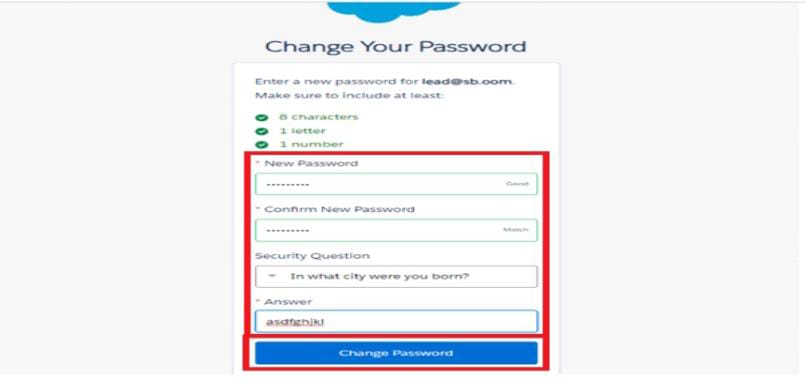 Change Your Password
Enter a new password for lead@sb.oom.
Make sure to include at least:
8 characters
1 letter
1 number
* New Password
--------- Good
* Confirm New Password
--------- Match
Security Question
In what city were you born?
* Answer
asdfghjkl
Change Password